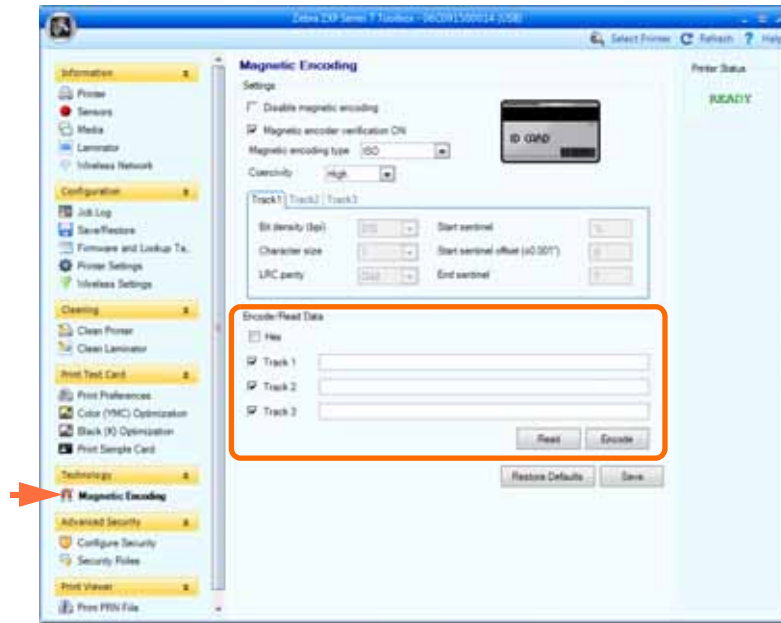 Zebra ZXP Series 7 Toolbox - 06C091500014 (USB)
Select Printer Refresh ? Help
Information
Printer
Sensors
Media
Laminator
Wireless Network
Configuration
Job Log
Save/Restore
Firmware and Lookup Ta..
Printer Settings
Wireless Settings
Cleaning
Clean Printer
Clean Laminator
Print Test Card
Print Preferences
Color (YMC) Optimization
Black (K) Optimization
Print Sample Card
Technology
Magnetic Encoding
Advanced Security
Configure Security
Security Roles
Print Viewer
Print PRN File
Magnetic Encoding
Settings
Disable magnetic encoding
Magnetic encoder verification ON
Magnetic encoding type ISO
Coercivity High
ID CARD
Track1 Track2 Track3
Bit density (bpi) 210 Start sentinel %
Character size 7 Start sentinel offset (x0.001")
LRC parity Odd End sentinel ?
Encode/Read Data
Hex
Track 1
Track 2
Track 3
Read Encode
Restore Defaults Save
Printer Status
READY